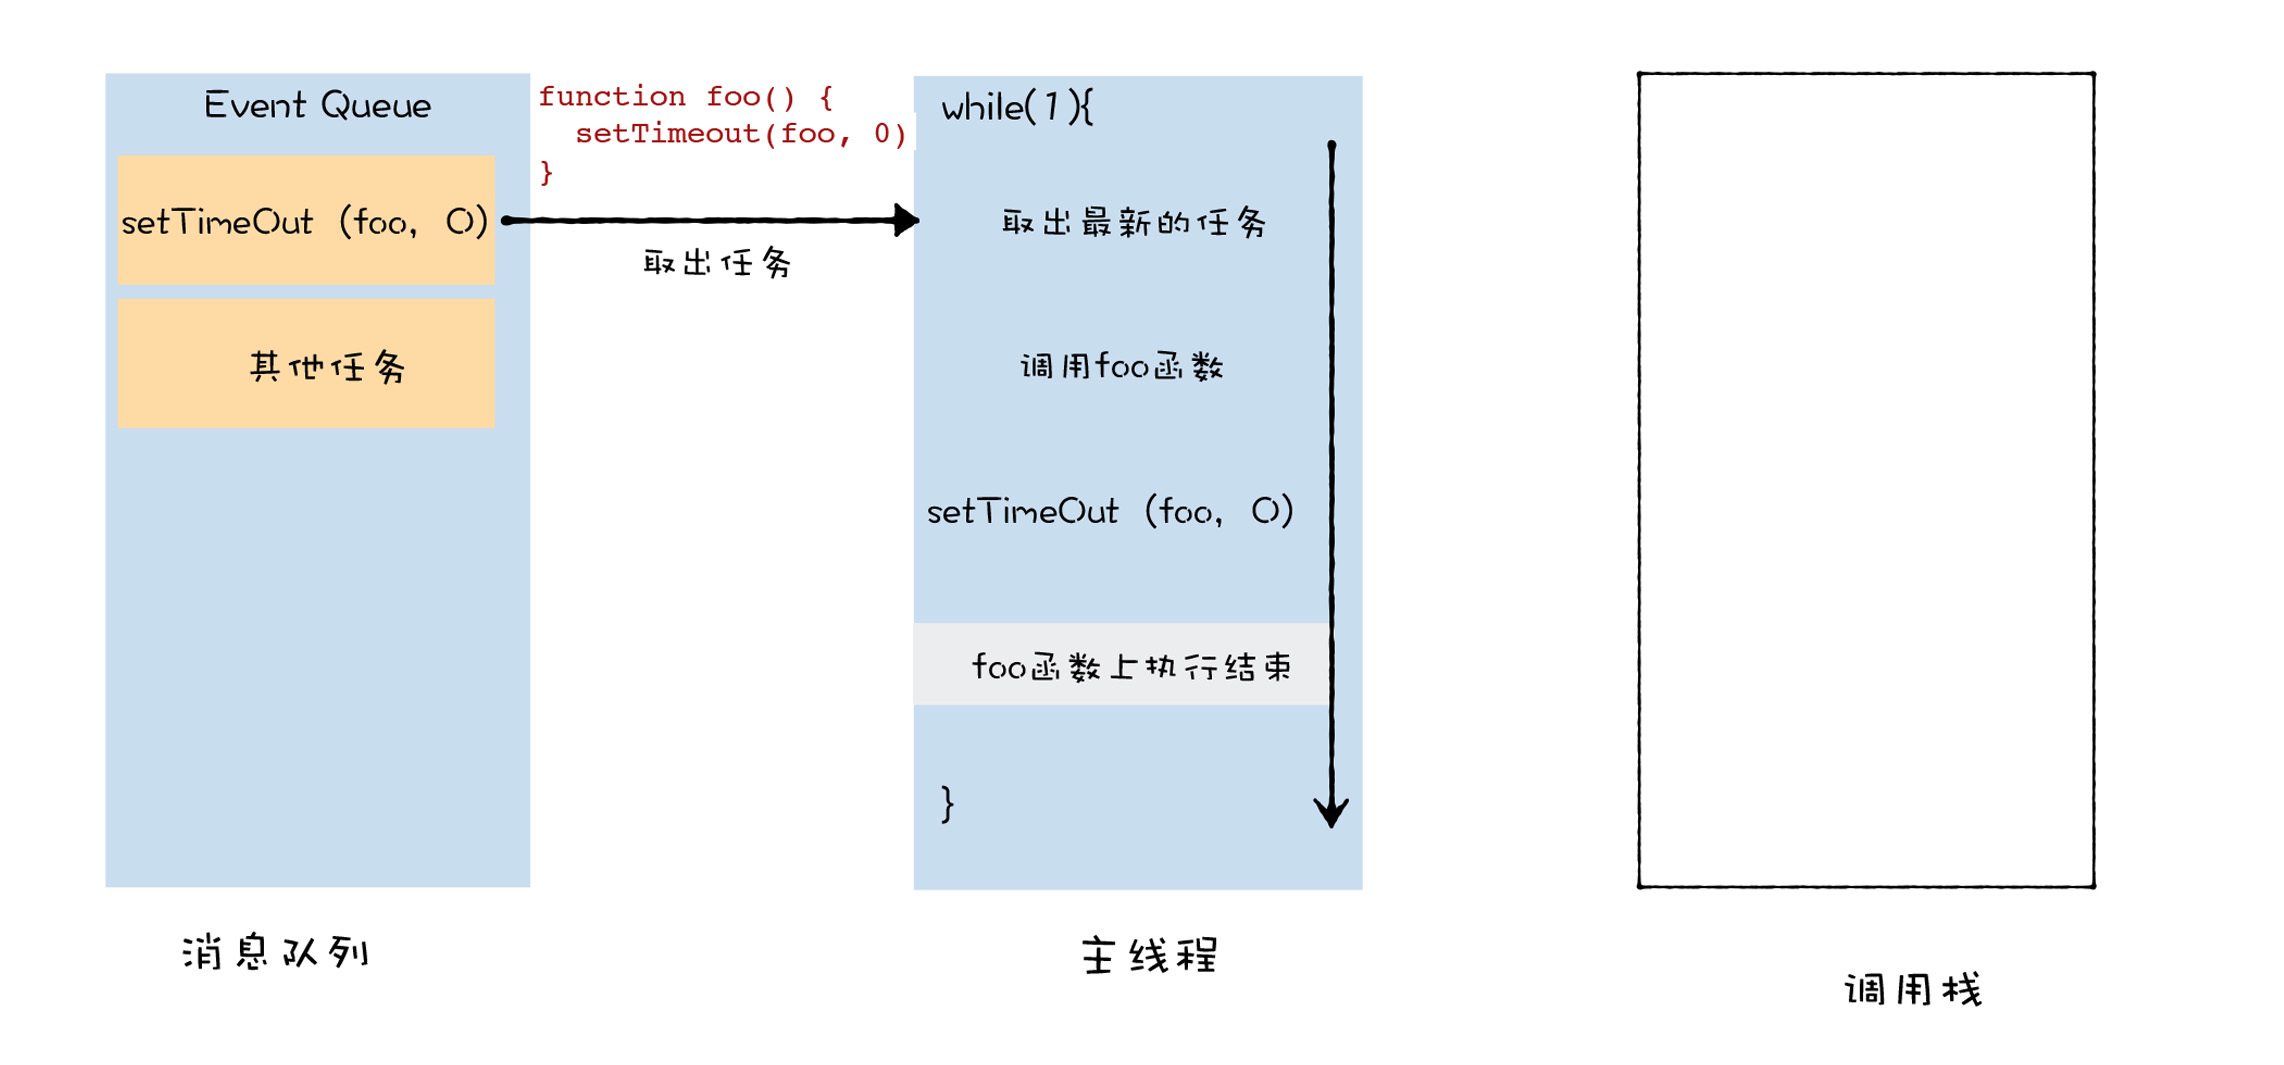 Event Queue
setTimeOut (foo, 0)
其他任务
消息队列
function foo() {
setTimeout(foo, 0)
}
取出任务
while(1){
取出最新的任务
调用foo函数
setTimeOut (foo, 0)
foo函数上执行结束
}
主线程
调用栈